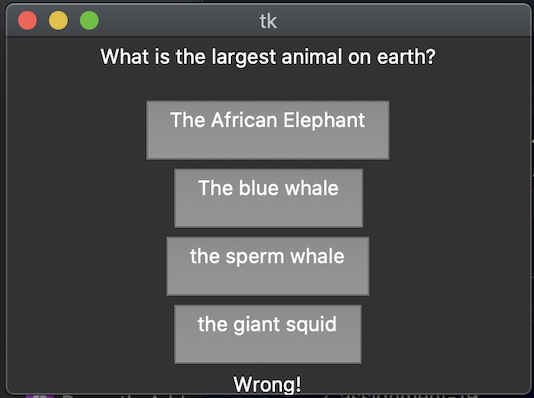 tk
What is the largest animal on earth?
The African Elephant
The blue whale
the sperm whale
the giant squid
Wrong!